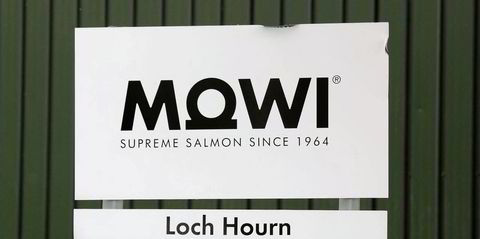 MOWI®
SUPREME SALMON SINCE 1964
Loch Hourn